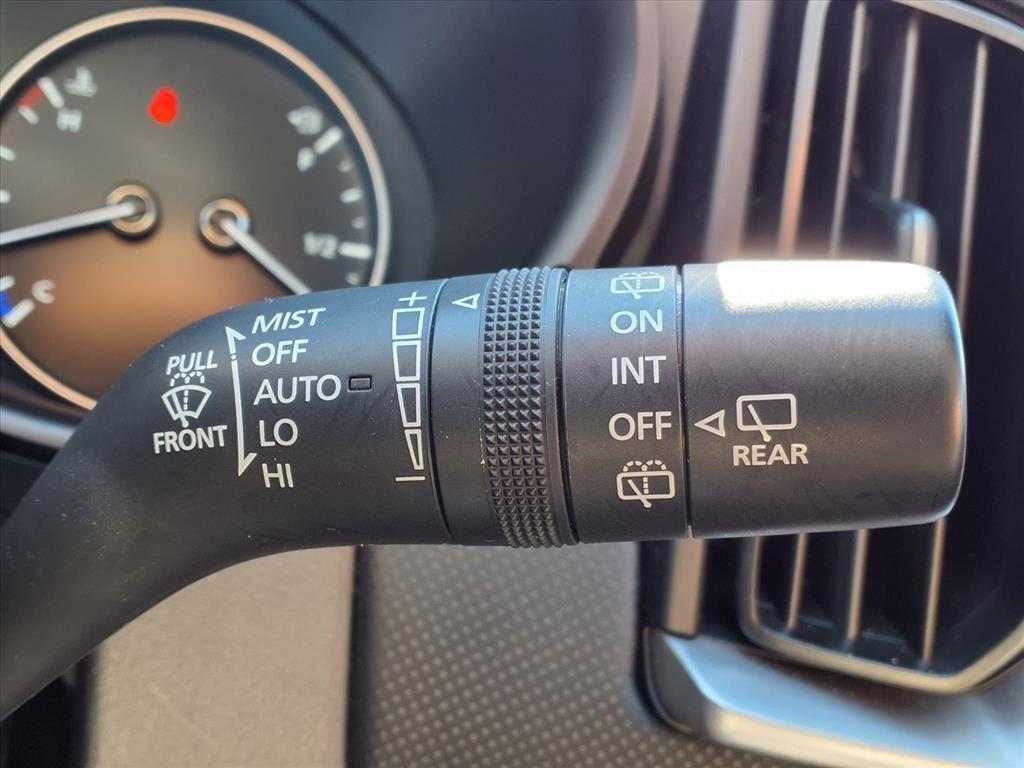 H
F
1/2
C
PULL
FRONT
MIST
OFF
AUTO
LO
HI
+
−
ON
INT
OFF
REAR